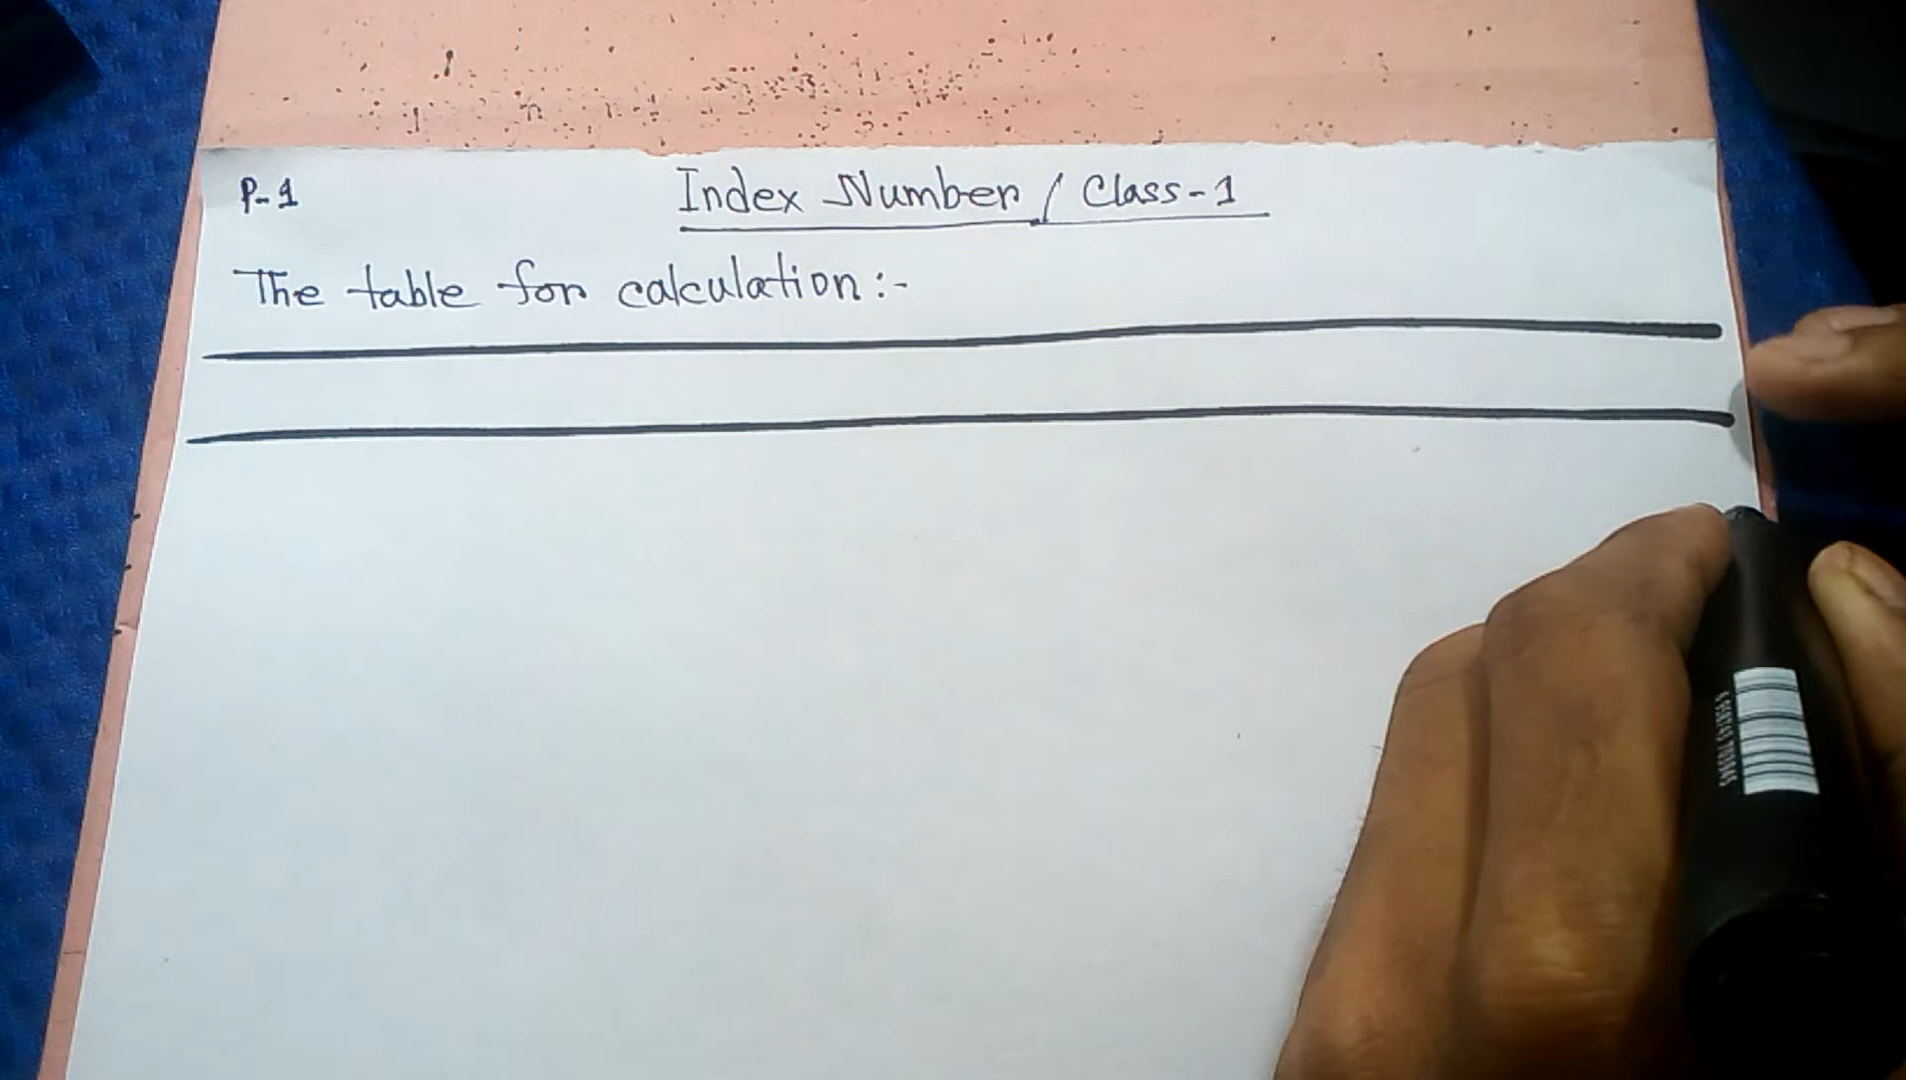 P-1
Index Number / Class-1
The table for calculation:-